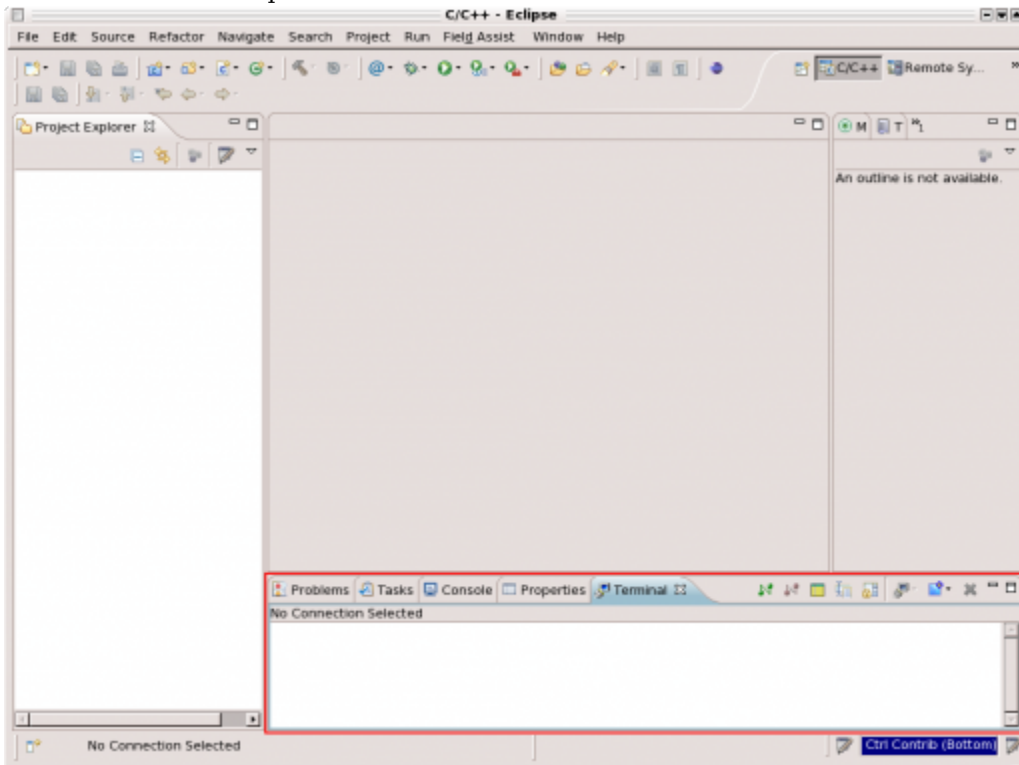 C/C++ - Eclipse
File Edit Source Refactor Navigate Search Project Run Field Assist Window Help
C/C++ Remote Sy...
Project Explorer
M T 1
An outline is not available.
Problems Tasks Console Properties Terminal
No Connection Selected
No Connection Selected
Ctrl Contrib (Bottom)